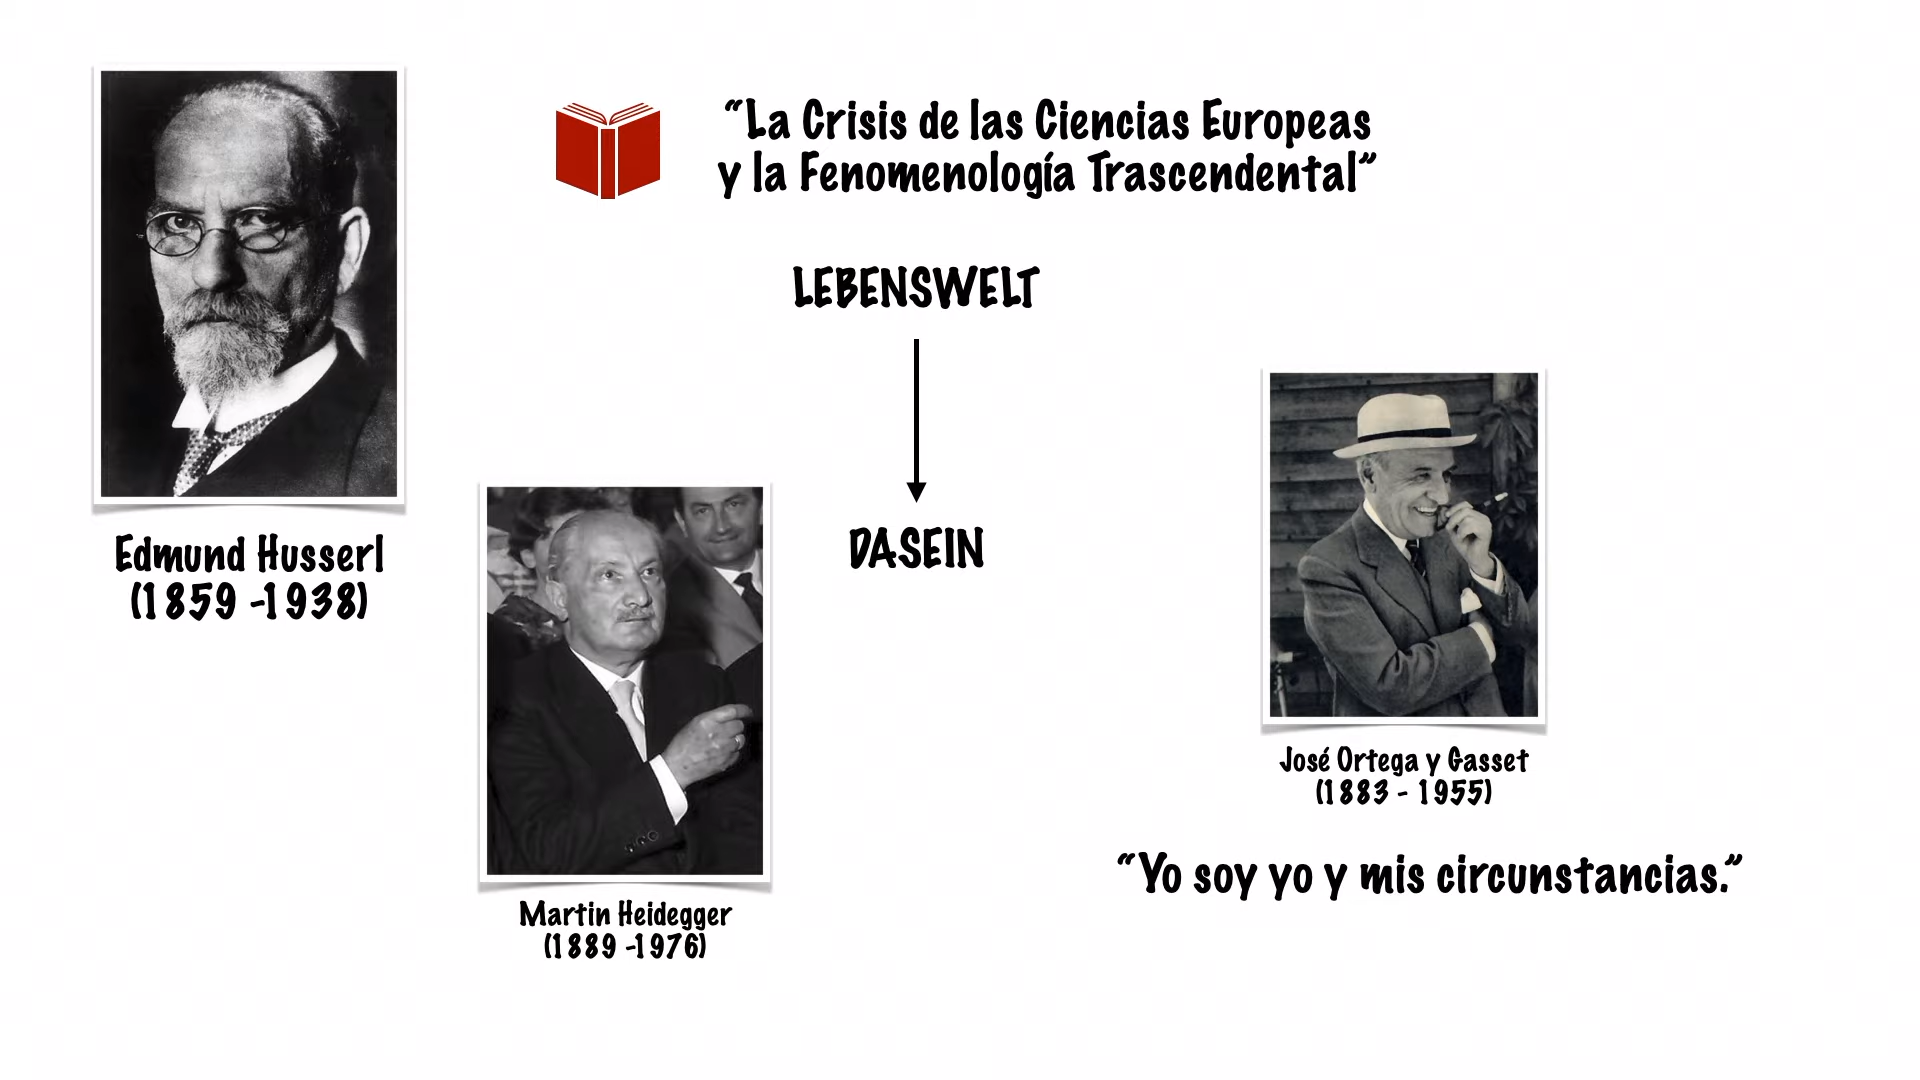 “La Crisis de las Ciencias Europeas
y la Fenomenología Trascendental”
LEBENSWELT
Edmund Husserl
(1859 -1938)
DASEIN
Martin Heidegger
(1889 -1976)
José Ortega y Gasset
(1883 - 1955)
“Yo soy yo y mis circunstancias.”